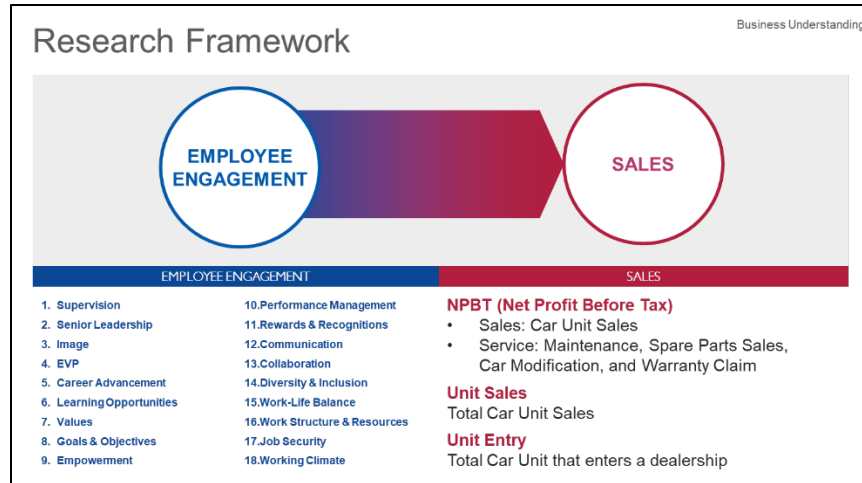 Business Understanding
Research Framework
EMPLOYEE
ENGAGEMENT
SALES
EMPLOYEE ENGAGEMENT
SALES
1. Supervision
2. Senior Leadership
3. Image
4. EVP
5. Career Advancement
6. Learning Opportunities
7. Values
8. Goals & Objectives
9. Empowerment
10.Performance Management
11.Rewards & Recognitions
12.Communication
13.Collaboration
14.Diversity & Inclusion
15.Work-Life Balance
16.Work Structure & Resources
17.Job Security
18.Working Climate
NPBT (Net Profit Before Tax)
• Sales: Car Unit Sales
• Service: Maintenance, Spare Parts Sales,
Car Modification, and Warranty Claim
Unit Sales
Total Car Unit Sales
Unit Entry
Total Car Unit that enters a dealership